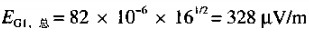 E_{G1, 总} = 82 × 10^{-6} × 16^{1/2} = 328 μV/m